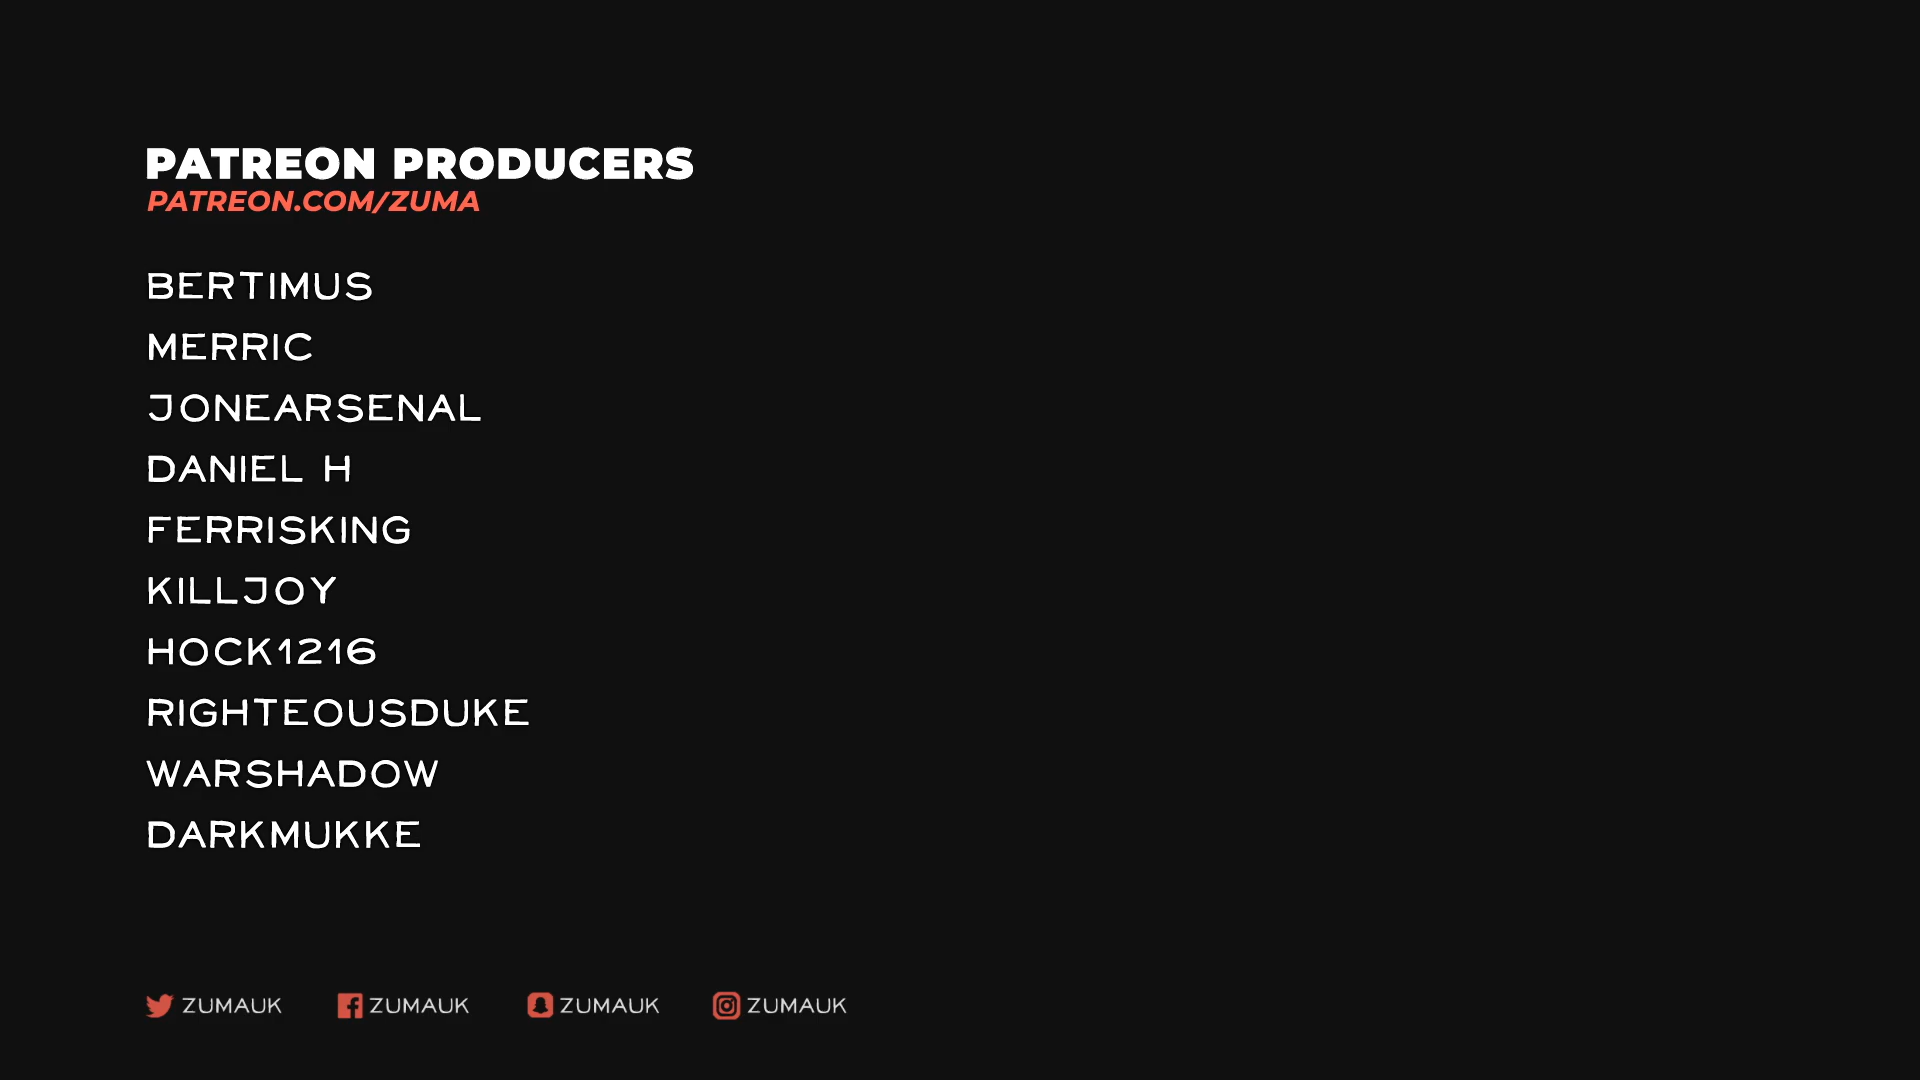 PATREON PRODUCERS
PATREON.COM/ZUMA
BERTIMUS
MERRIC
JONEARSENAL
DANIEL H
FERRISKING
KILLJOY
HOCK1216
RIGHTEOUSDUKE
WARSHADOW
DARKMUKKE
ZUMAUK ZUMAUK ZUMAUK ZUMAUK